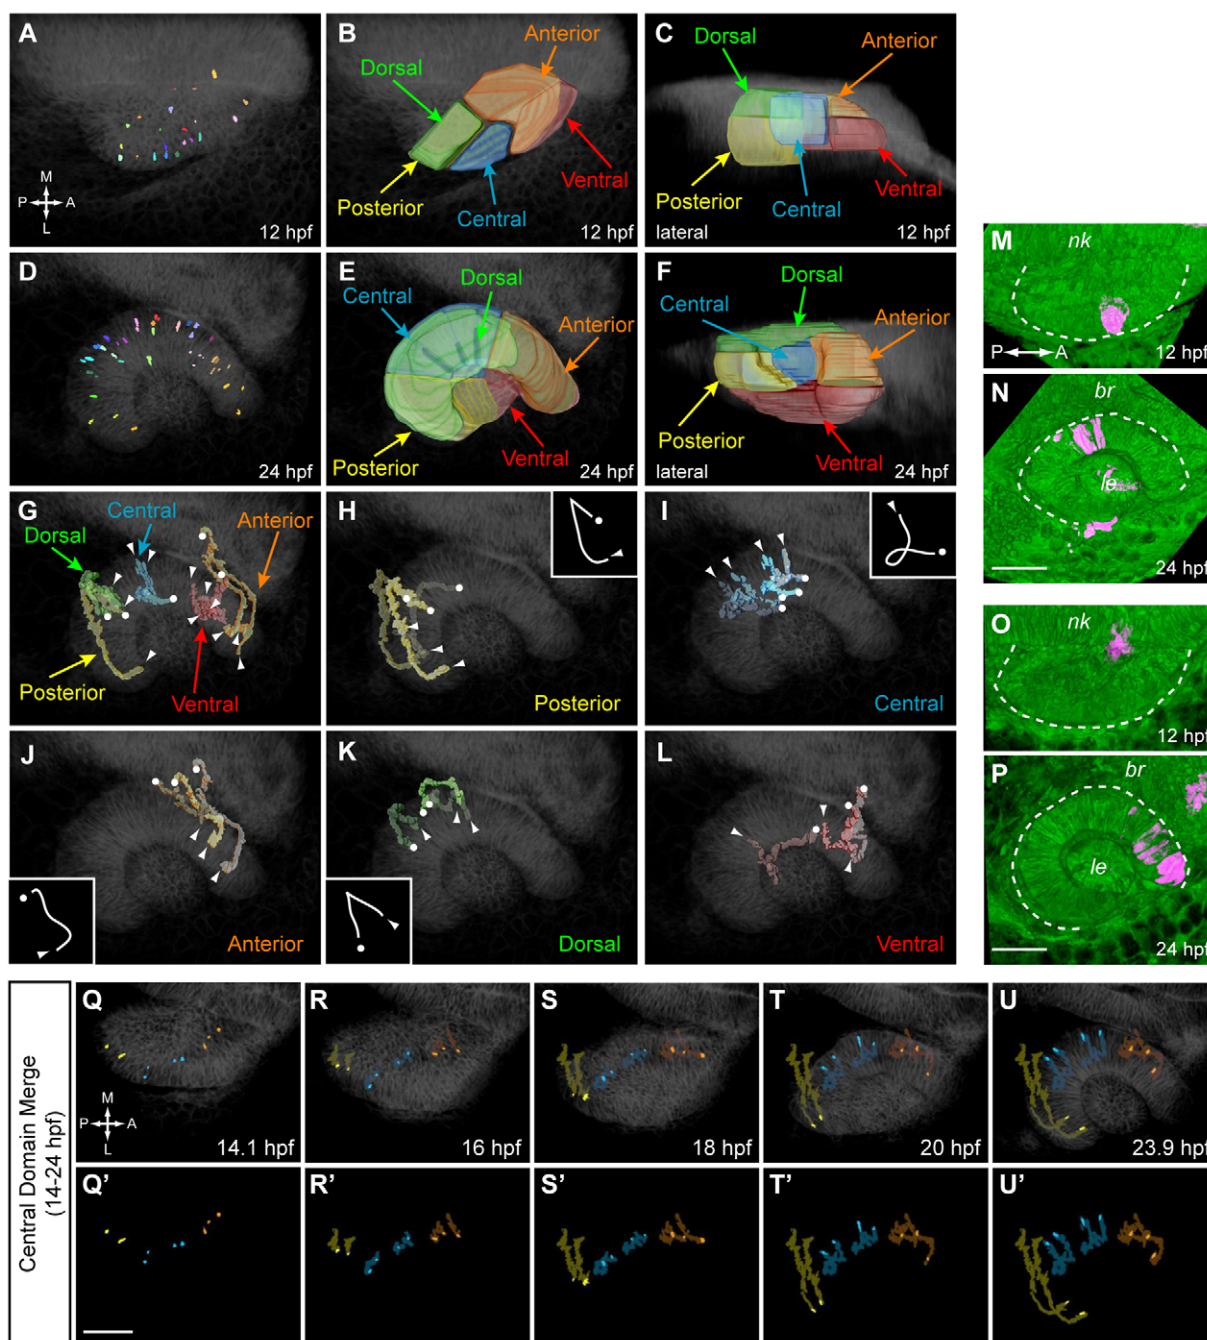 A
M
P
A
L
12 hpf
B
Anterior
Dorsal
Posterior
Central
Ventral
12 hpf
C
Dorsal
Anterior
Posterior
Central
Ventral
lateral
12 hpf
D
24 hpf
E
Central
Dorsal
Anterior
Posterior
Ventral
24 hpf
F
Dorsal
Central
Anterior
Posterior
Ventral
lateral
24 hpf
G
Central
Anterior
Dorsal
Posterior
Ventral
H
Posterior
I
Central
J
Anterior
K
Dorsal
L
Ventral
M
nk
P
A
12 hpf
N
br
le
24 hpf
O
nk
12 hpf
P
br
le
24 hpf
Central Domain Merge
(14-24 hpf)
Q
M
P
A
L
14.1 hpf
R
16 hpf
S
18 hpf
T
20 hpf
U
23.9 hpf
Q’
R’
S’
T’
U’